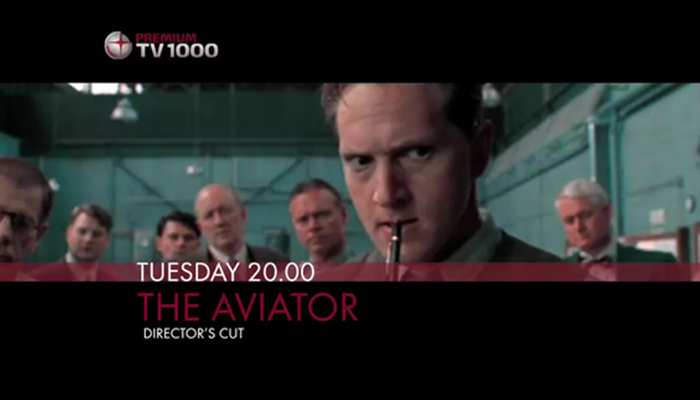 PREMIUM
TV1000
TUESDAY 20.00
THE AVIATOR
DIRECTOR'S CUT